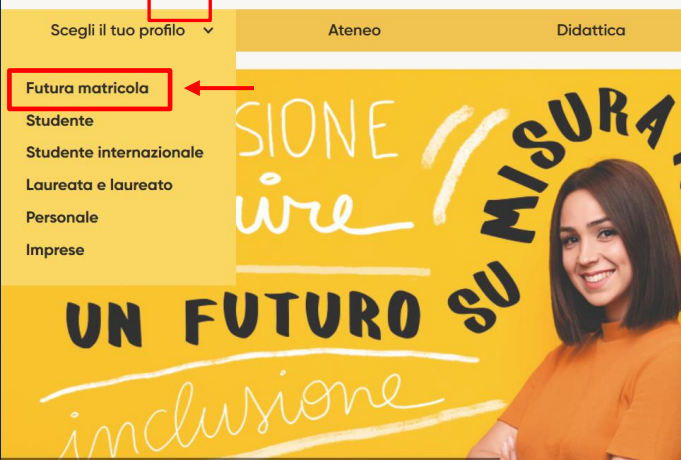 Scegli il tuo profilo
Ateneo
Didattica
Futura matricola
Studente
Studente internazionale
Laureata e laureato
Personale
Imprese
UN FUTURO SU MISURA
inclusione